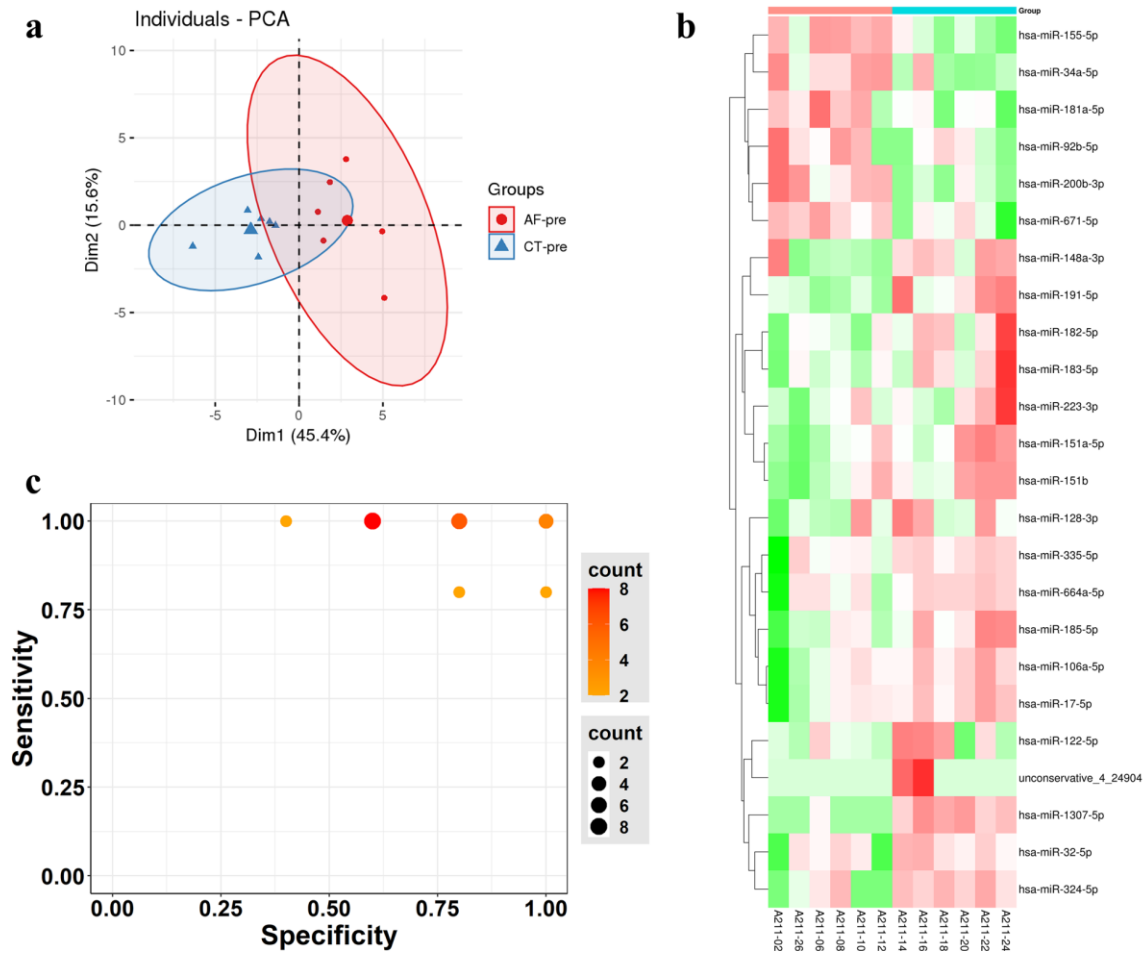 a
Individuals - PCA
10
5
0
-5
-10
Dim2 (15.6%)
-5
0
5
Dim1 (45.4%)
Groups
AF-pre
CT-pre
b
Group
hsa-miR-155-5p
hsa-miR-34a-5p
hsa-miR-181a-5p
hsa-miR-92b-5p
hsa-miR-200b-3p
hsa-miR-671-5p
hsa-miR-148a-3p
hsa-miR-191-5p
hsa-miR-182-5p
hsa-miR-183-5p
hsa-miR-223-3p
hsa-miR-151a-5p
hsa-miR-151b
hsa-miR-128-3p
hsa-miR-335-5p
hsa-miR-664a-5p
hsa-miR-185-5p
hsa-miR-106a-5p
hsa-miR-17-5p
hsa-miR-122-5p
unconservative_4_24904
hsa-miR-1307-5p
hsa-miR-32-5p
hsa-miR-324-5p
A211-02
A211-26
A211-06
A211-08
A211-10
A211-12
A211-14
A211-16
A211-18
A211-20
A211-22
A211-24
c
1.00
0.75
0.50
0.25
0.00
Sensitivity
0.00
0.25
0.50
0.75
1.00
Specificity
count
8
6
4
2
count
2
4
6
8